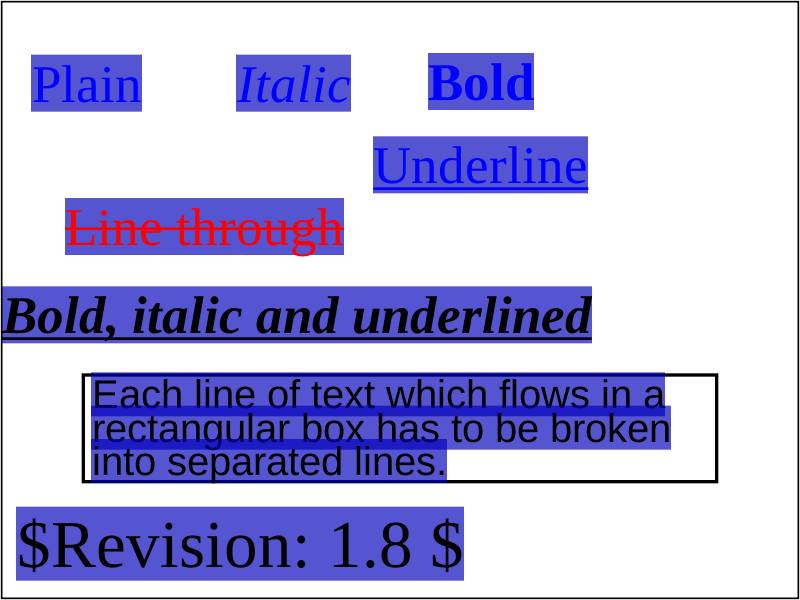 Plain Italic Bold
Underline
Line through
Bold, italic and underlined
Each line of text which flows in a
rectangular box has to be broken
into separated lines.
$Revision: 1.8 $